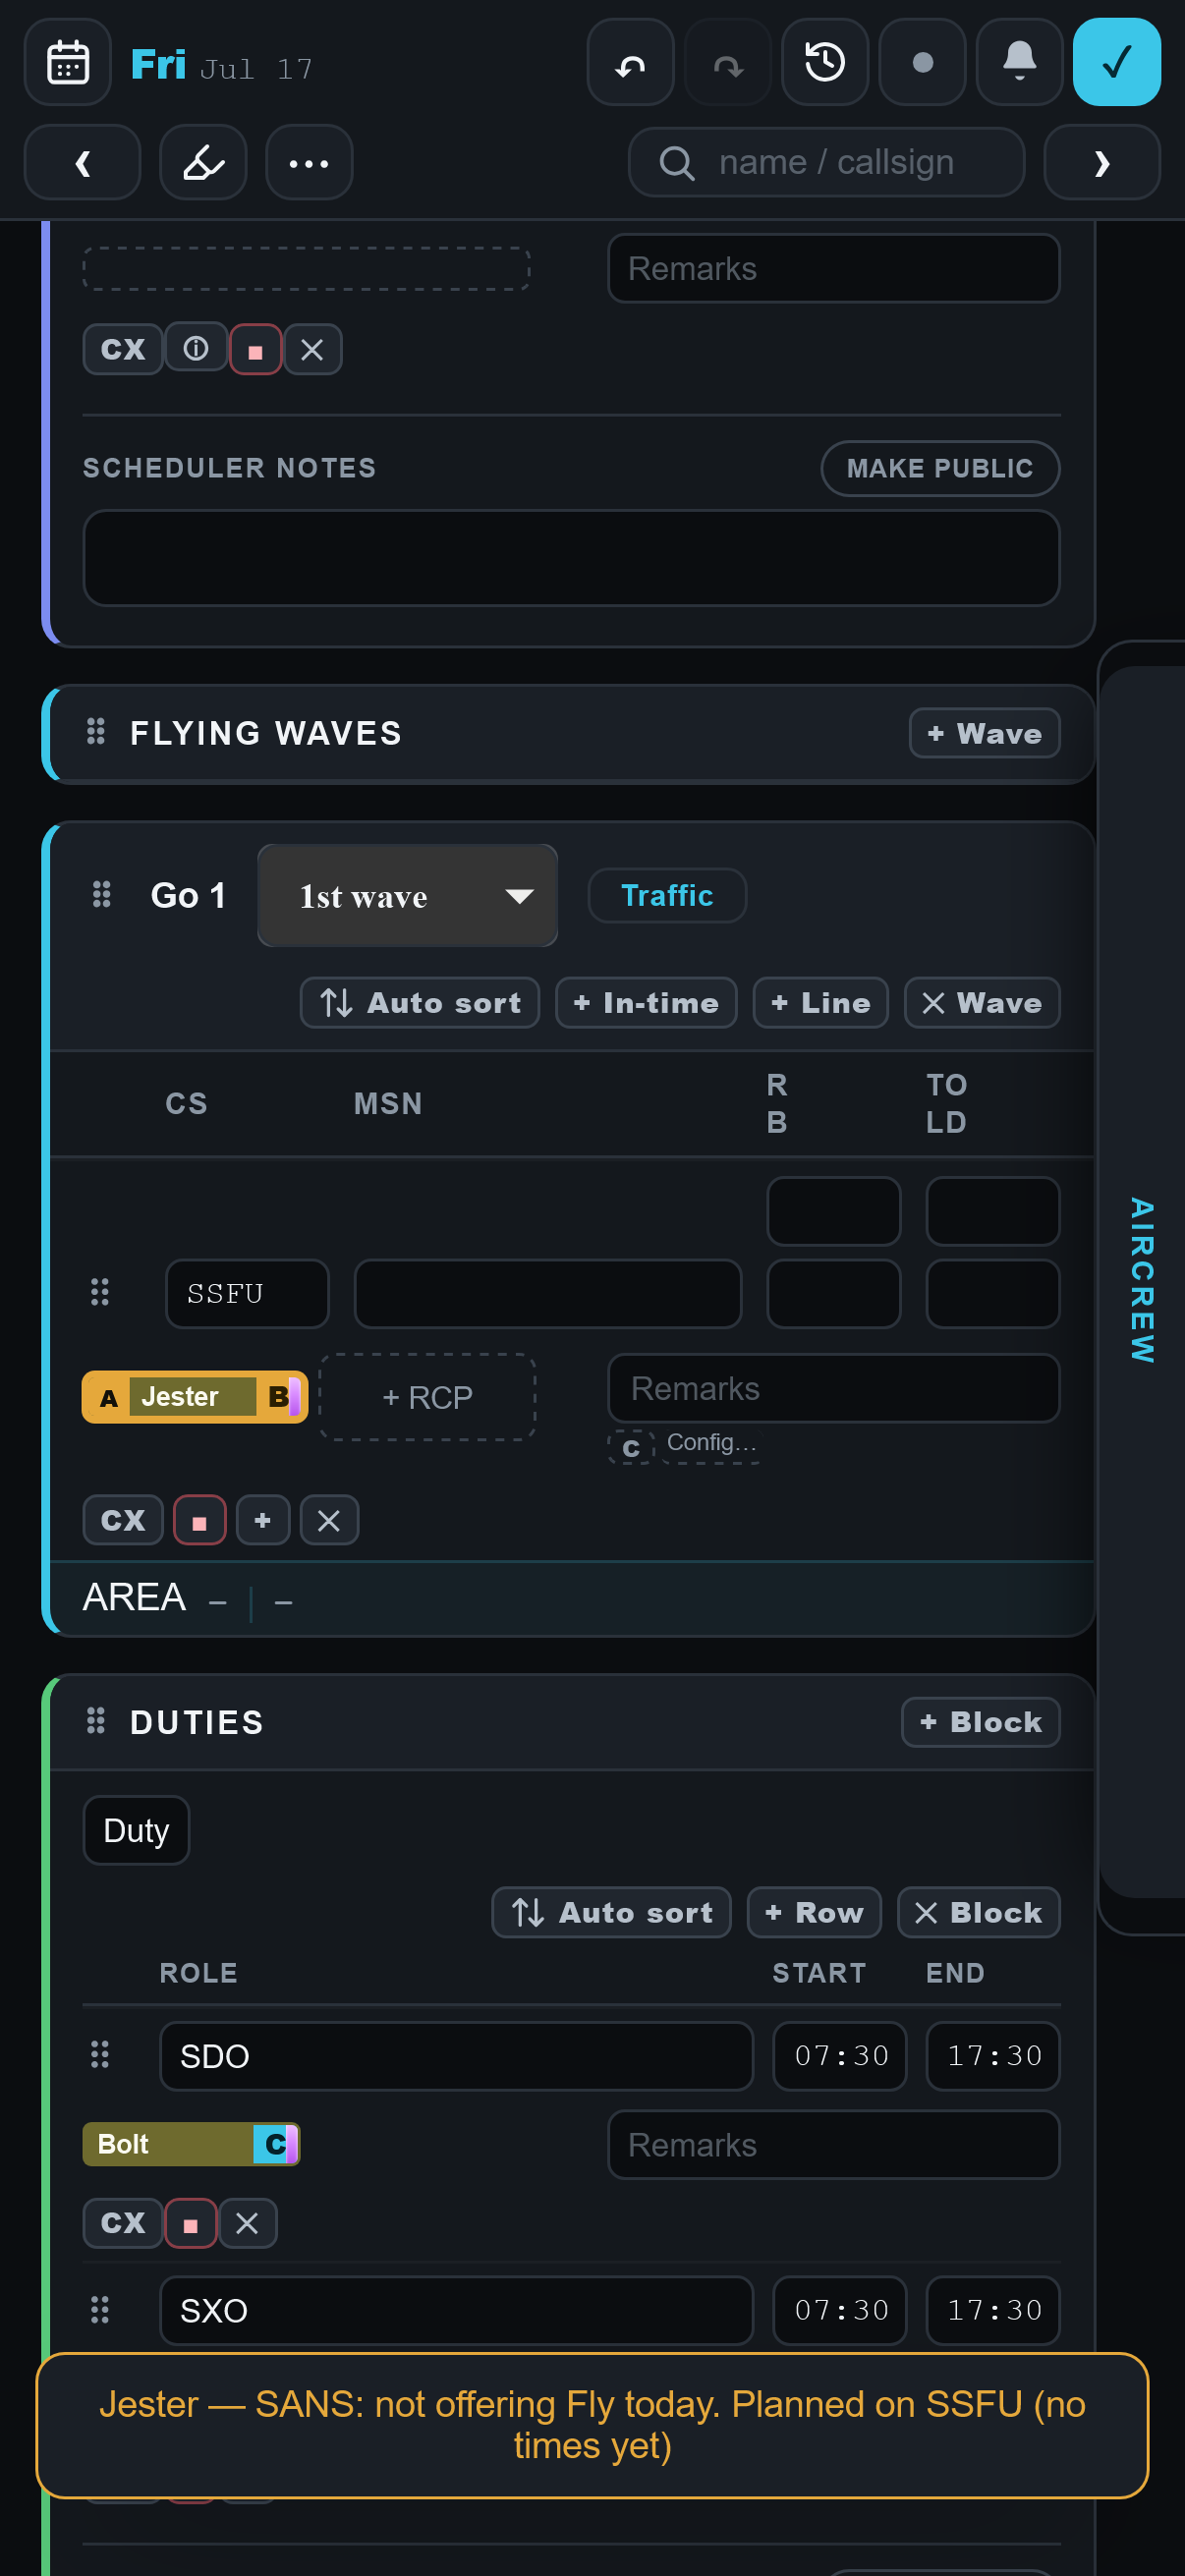 Fri Jul 17
name / callsign
Remarks
CX
SCHEDULER NOTES MAKE PUBLIC
FLYING WAVES + Wave
Go 1 1st wave Traffic
Auto sort + In-time + Line × Wave
CS MSN R B TO LD
SSFU
A Jester B + RCP Remarks
C Config...
CX + ×
AREA – | –
AIRCREW
DUTIES + Block
Duty
Auto sort + Row × Block
ROLE START END
SDO 07:30 17:30
Bolt C Remarks
CX ×
SXO 07:30 17:30
Jester — SANS: not offering Fly today. Planned on SSFU (no
times yet)